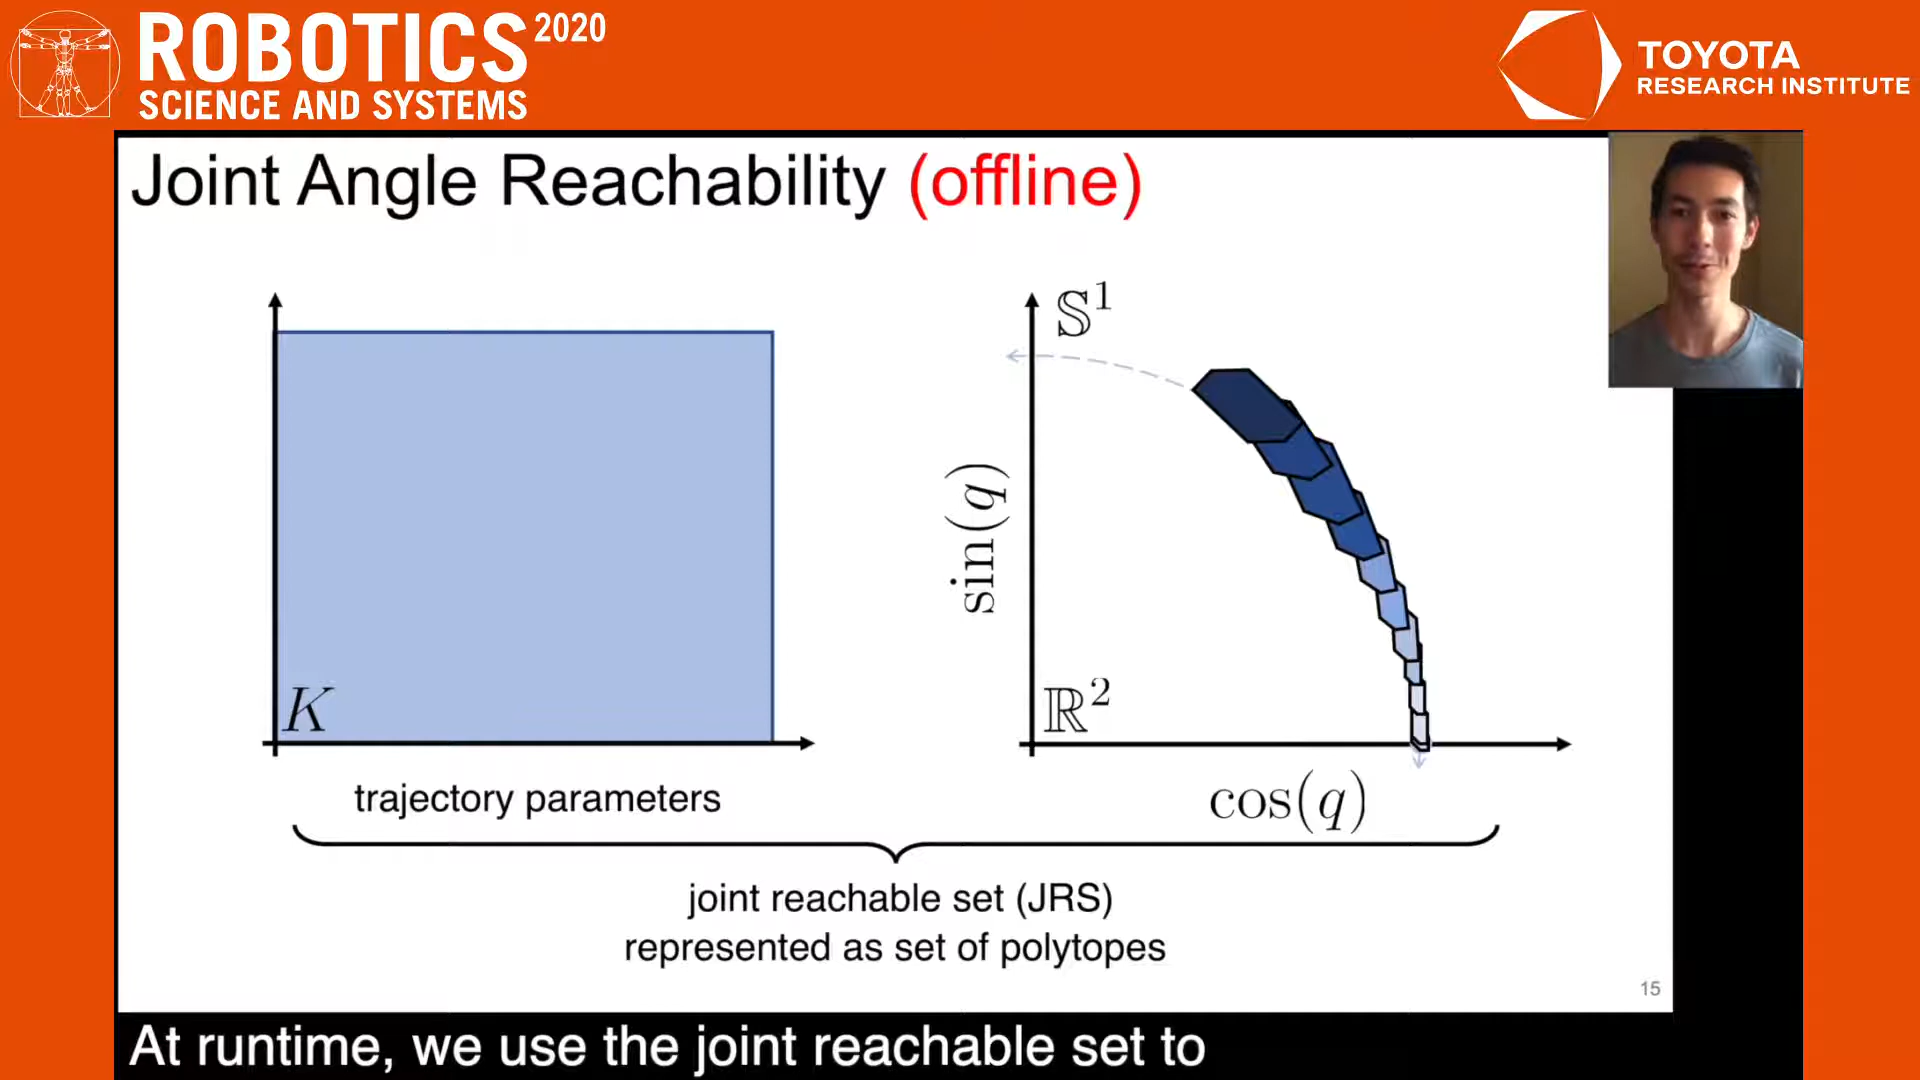 ROBOTICS 2020
SCIENCE AND SYSTEMS
TOYOTA
RESEARCH INSTITUTE
Joint Angle Reachability (offline)
𝕊¹
sin(q)
K
ℝ²
trajectory parameters
cos(q)
joint reachable set (JRS)
represented as set of polytopes
15
At runtime, we use the joint reachable set to